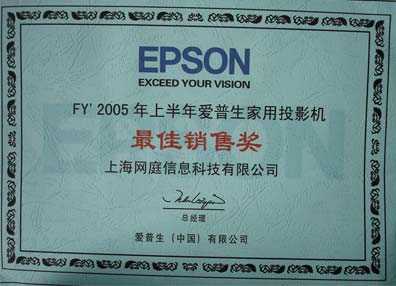 EPSON
EXCEED YOUR VISION
FY' 2005 年上半年爱普生家用投影机
最佳销售奖
上海网庭信息科技有限公司
总经理
爱普生（中国）有限公司